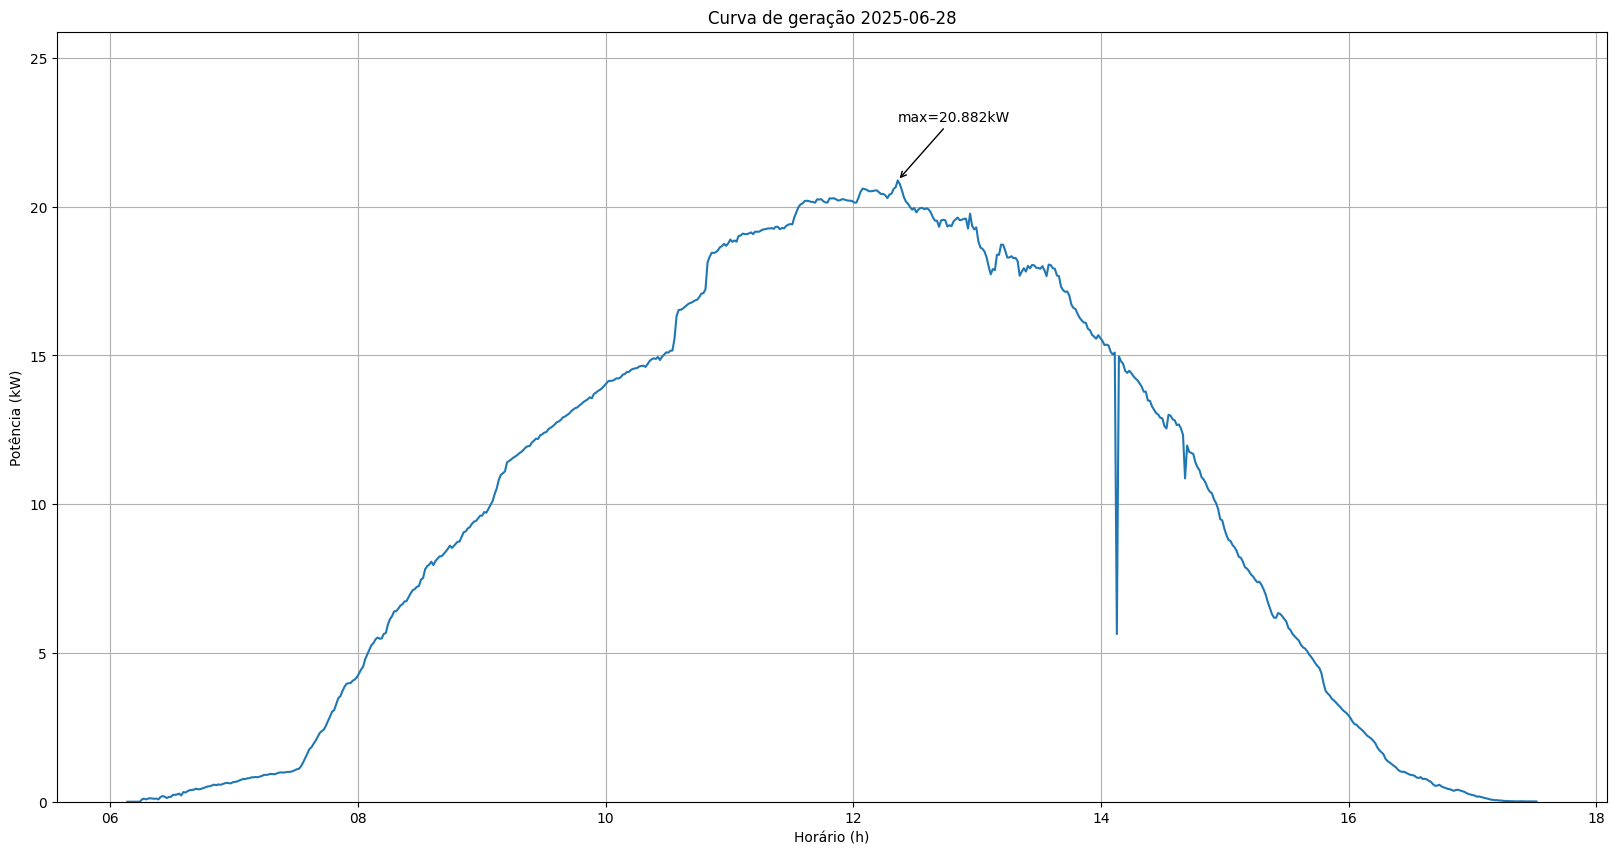 Curva de geração 2025-06-28
25
max=20.882kW
20
15
Potência (kW)
10
5
0
06 08 10 12 14 16 18
Horário (h)